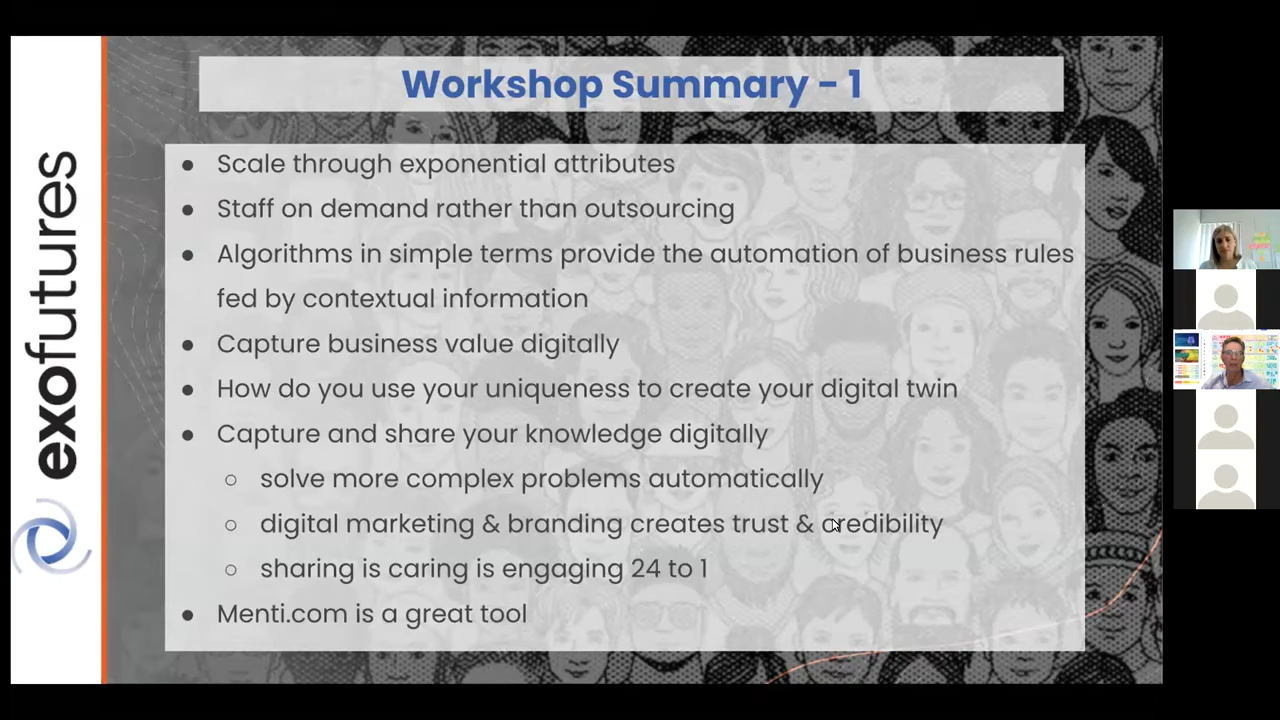 Workshop Summary - 1
exofutures
● Scale through exponential attributes
● Staff on demand rather than outsourcing
● Algorithms in simple terms provide the automation of business rules
fed by contextual information
● Capture business value digitally
● How do you use your uniqueness to create your digital twin
● Capture and share your knowledge digitally
○ solve more complex problems automatically
○ digital marketing & branding creates trust & credibility
○ sharing is caring is engaging 24 to 1
● Menti.com is a great tool